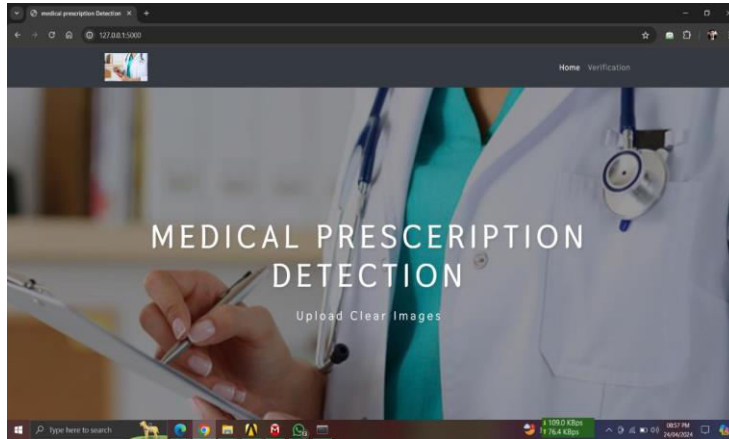 medical prescription Detection
127.0.0.1:5000
Home Verification
MEDICAL PRESCERIPTION
DETECTION
Upload Clear Images
Type here to search
109.0 KBps
76.4 KBps
08:57 PM
24/04/2024